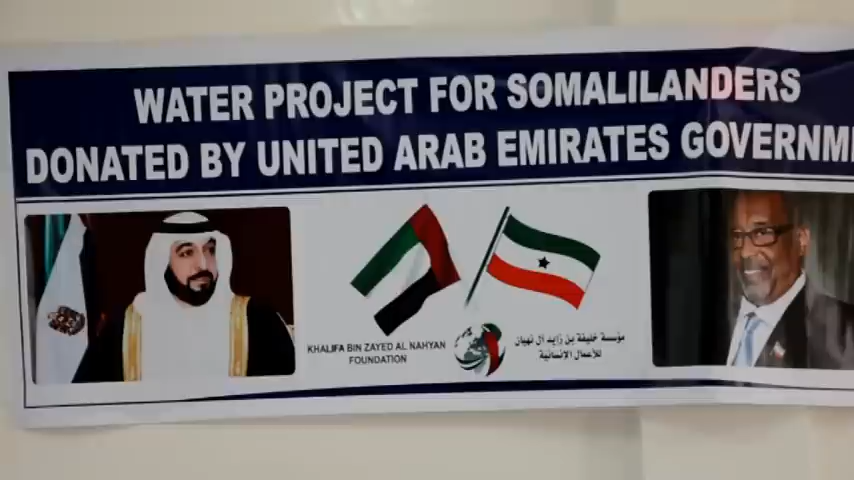 WATER PROJECT FOR SOMALILANDERS
DONATED BY UNITED ARAB EMIRATES
KHALIFA BIN ZAYED AL NAHYAN
FOUNDATION
مؤسسة خليفة بن زايد آل نهيان
للأعمال الإنسانية